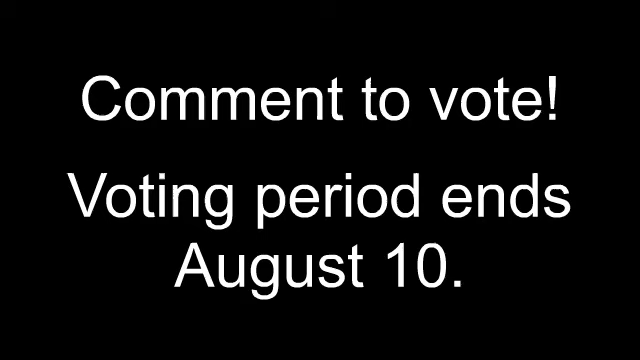 Comment to vote!
Voting period ends
August 10.